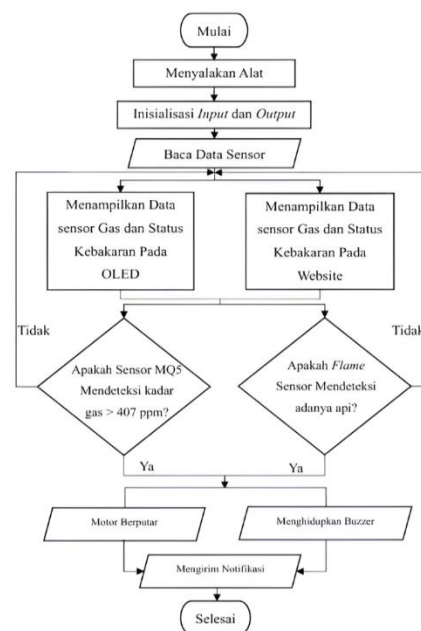 Mulai
Menyalakan Alat
Inisialisasi Input dan Output
Baca Data Sensor
Menampilkan Data
sensor Gas dan Status
Kebakaran Pada
OLED
Menampilkan Data
sensor Gas dan Status
Kebakaran Pada
Website
Tidak
Apakah Sensor MQ5
Mendeteksi kadar
gas > 407 ppm?
Apakah Flame
Sensor Mendeteksi
adanya api?
Tidak
Ya
Ya
Motor Berputar
Menghidupkan Buzzer
Mengirim Notifikasi
Selesai